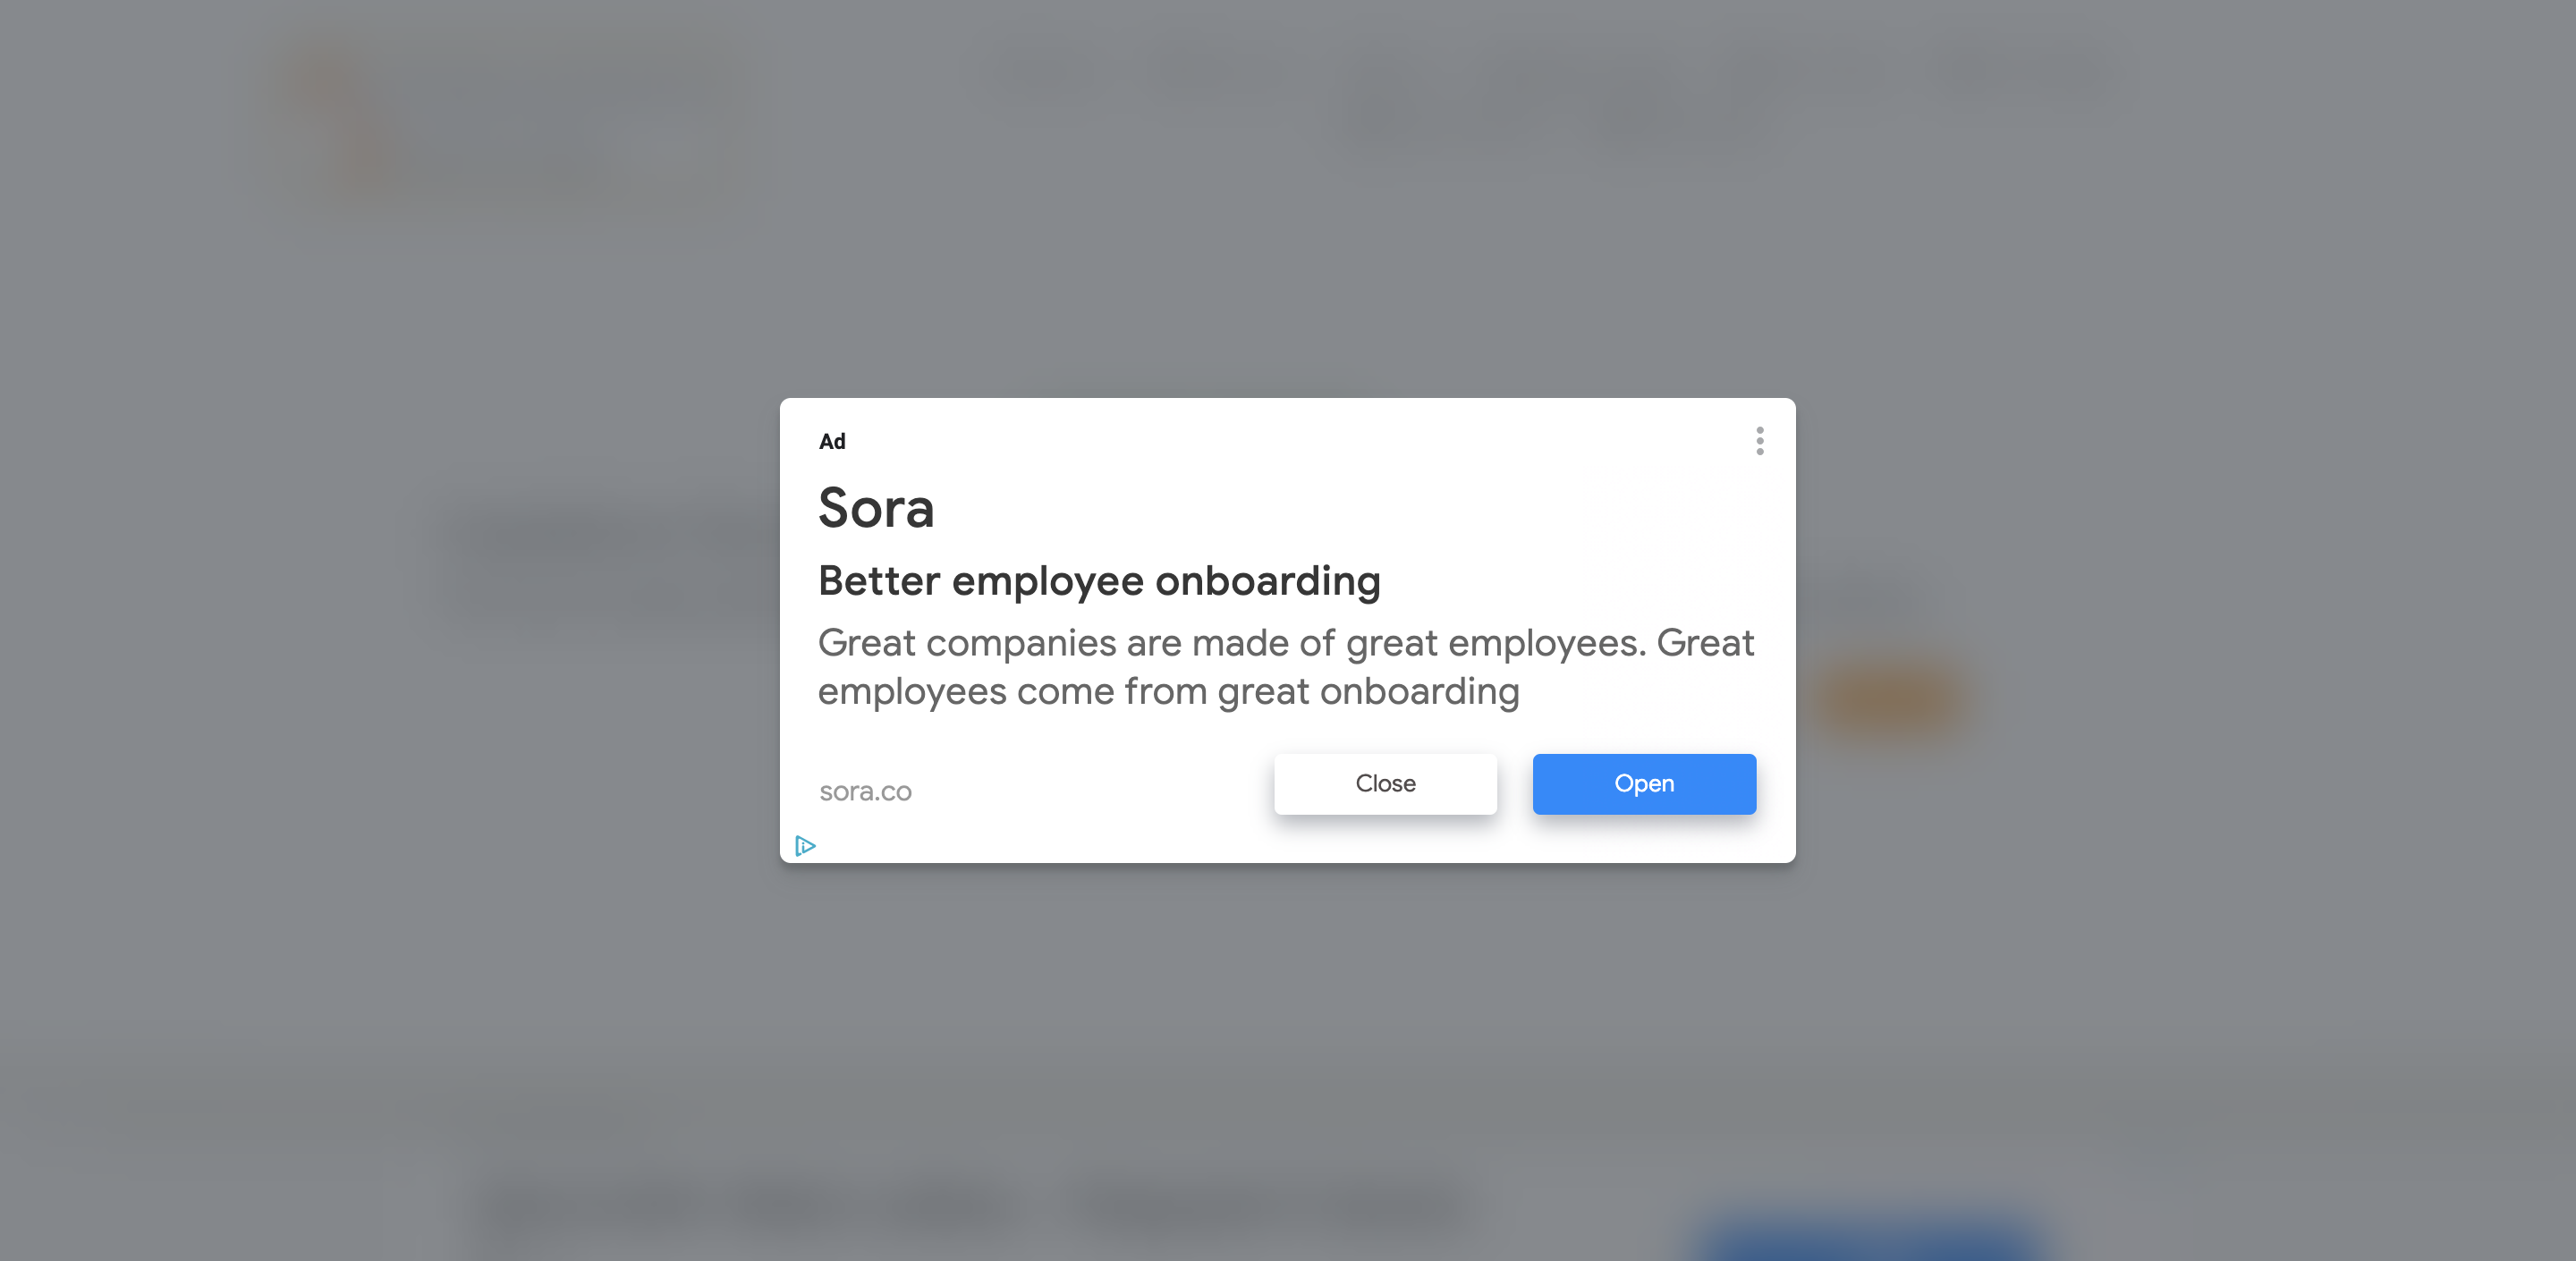 Ad
Sora
Better employee onboarding
Great companies are made of great employees. Great
employees come from great onboarding
sora.co
Close
Open